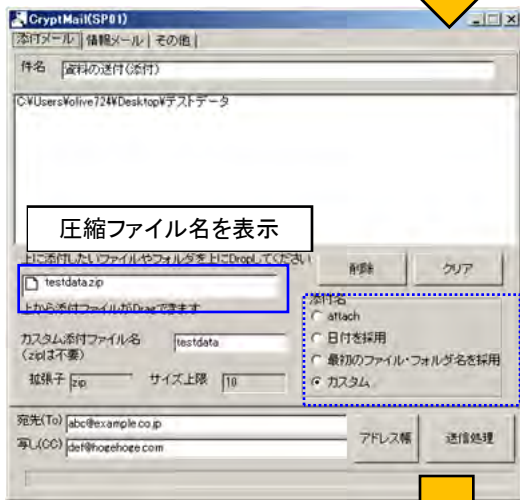 CryptMail(SP01)
添付メール 情報メール その他
件名 資料の送付(添付)
C:¥Users¥olive724¥Desktop¥テストデータ
圧縮ファイル名を表示
上に添付したいファイルやフォルダを上にDropしてください
削除 クリア
testdata.zip
上から添付ファイルがDragできます
添付名
attach
日付を採用
最初のファイル・フォルダ名を採用
カスタム
カスタム添付ファイル名 testdata
(zipは不要)
拡張子 zip サイズ上限 10
宛先(To) abc@example.co.jp
写し(CC) def@hogehoge.com
アドレス帳 送信処理